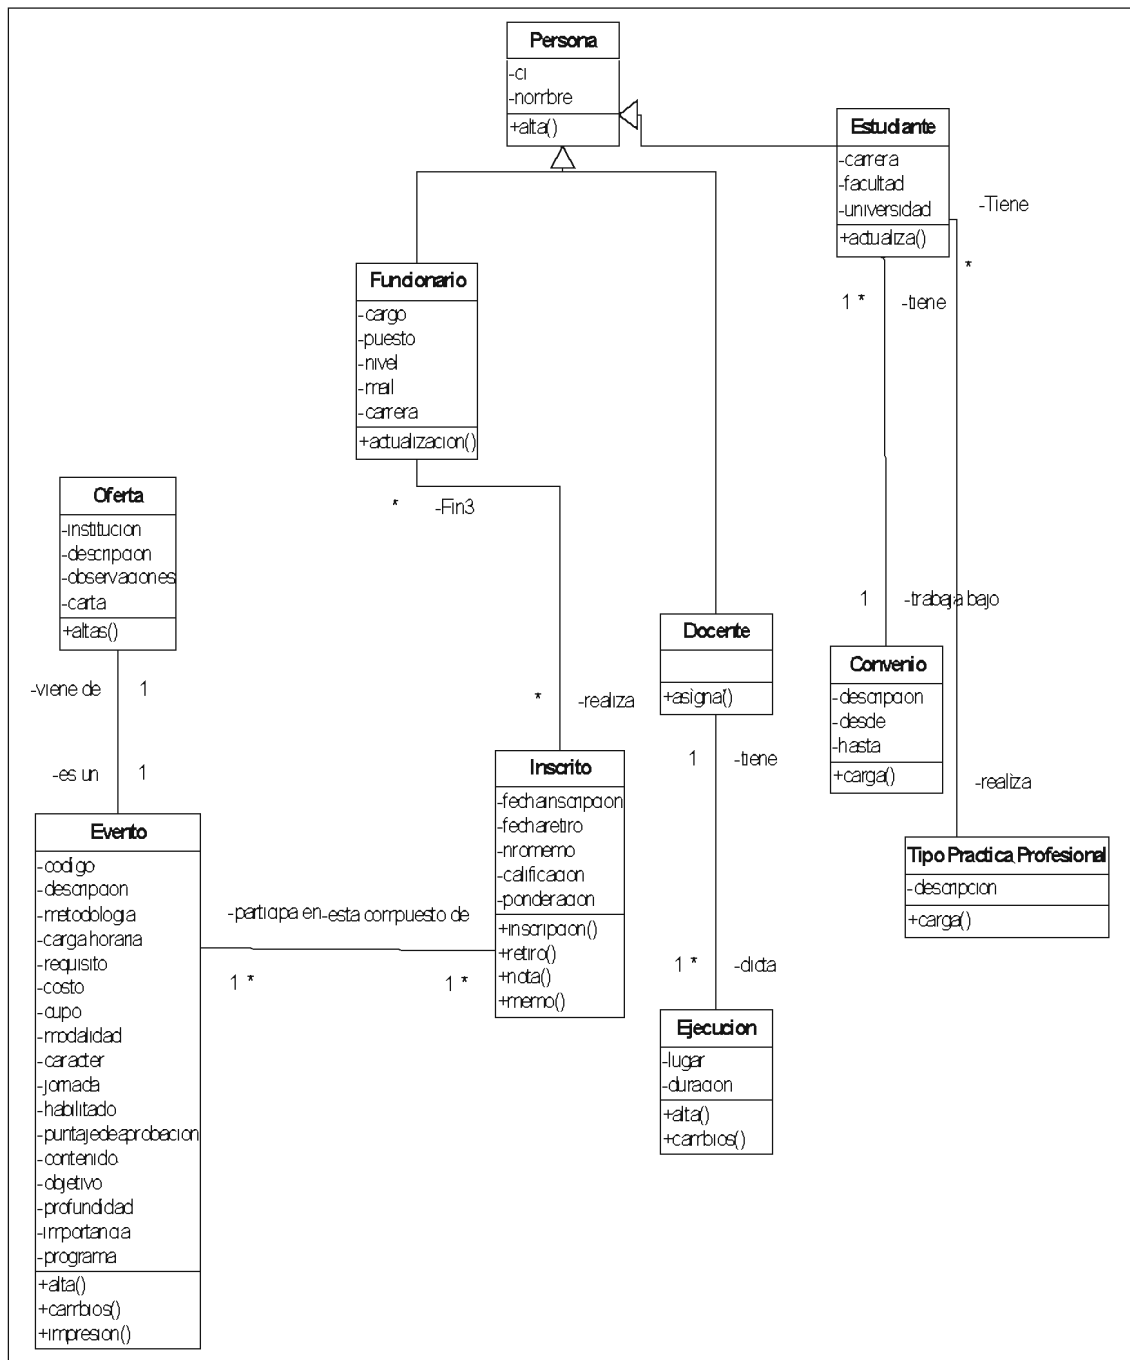 Persona
-ci
-nombre
+alta()
Estudiante
-carrera
-facultad
-universidad
+actualiza()
-Tiene
*
1 *
-tiene
Funcionario
-cargo
-puesto
-nivel
-mail
-carrera
+actualizacion()
*
-Fin3
Oferta
-institucion
-descripcion
-observaciones
-carta
+altas()
-viene de
1
-es un
1
1
-trabaja bajo
Docente
+asigna()
Convenio
-descripcion
-desde
-hasta
+carga()
*
-realiza
1
-tiene
-realiza
Inscrito
-fechainscripcion
-fecharetiro
-nromemo
-calificacion
-ponderacion
+inscripcion()
+retiro()
+nota()
+memo()
Tipo Practica Profesional
-descripcion
+carga()
Evento
-codigo
-descripcion
-metodologia
-carga horaria
-requisito
-costo
-cupo
-modalidad
-caracter
-jornada
-habilitado
-puntajedeaprobacion
-contenido
-objetivo
-profundidad
-importancia
-programa
+alta()
+cambios()
+impresion()
-participa en
-esta compuesto de
1 *
1 *
1 *
-dicta
Ejecucion
-lugar
-duracion
+alta()
+cambios()